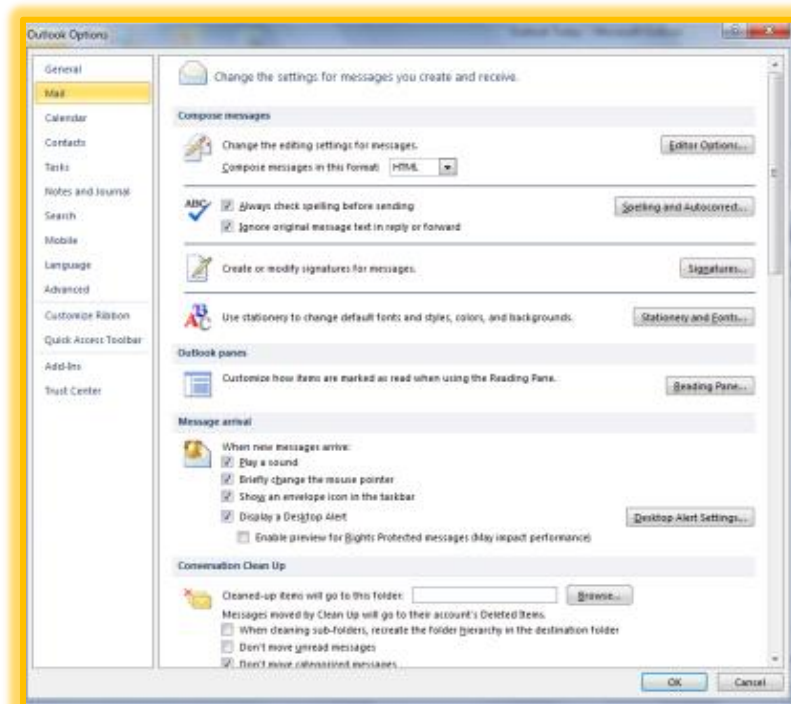 Outlook Options
General
Mail
Calendar
Contacts
Tasks
Notes and Journal
Search
Mobile
Language
Advanced
Customize Ribbon
Quick Access Toolbar
Add-Ins
Trust Center
Change the settings for messages you create and receive.
Compose messages
Change the editing settings for messages.
Editor Options...
Compose messages in this format: HTML
ABC
Always check spelling before sending
Spelling and Autocorrect...
Ignore original message text in reply or forward
Create or modify signatures for messages.
Signatures...
Use stationery to change default fonts and styles, colors, and backgrounds.
Stationery and Fonts...
Outlook panes
Customize how items are marked as read when using the Reading Pane.
Reading Pane...
Message arrival
When new messages arrive:
Play a sound
Briefly change the mouse pointer
Show an envelope icon in the taskbar
Display a Desktop Alert
Desktop Alert Settings...
Enable preview for Rights Protected messages (May impact performance)
Conversation Clean Up
Cleaned-up items will go to this folder:
Browse...
Messages moved by Clean Up will go to their account's Deleted Items.
When cleaning sub-folders, recreate the folder hierarchy in the destination folder
Don't move unread messages
Don't move categorized messages
OK
Cancel